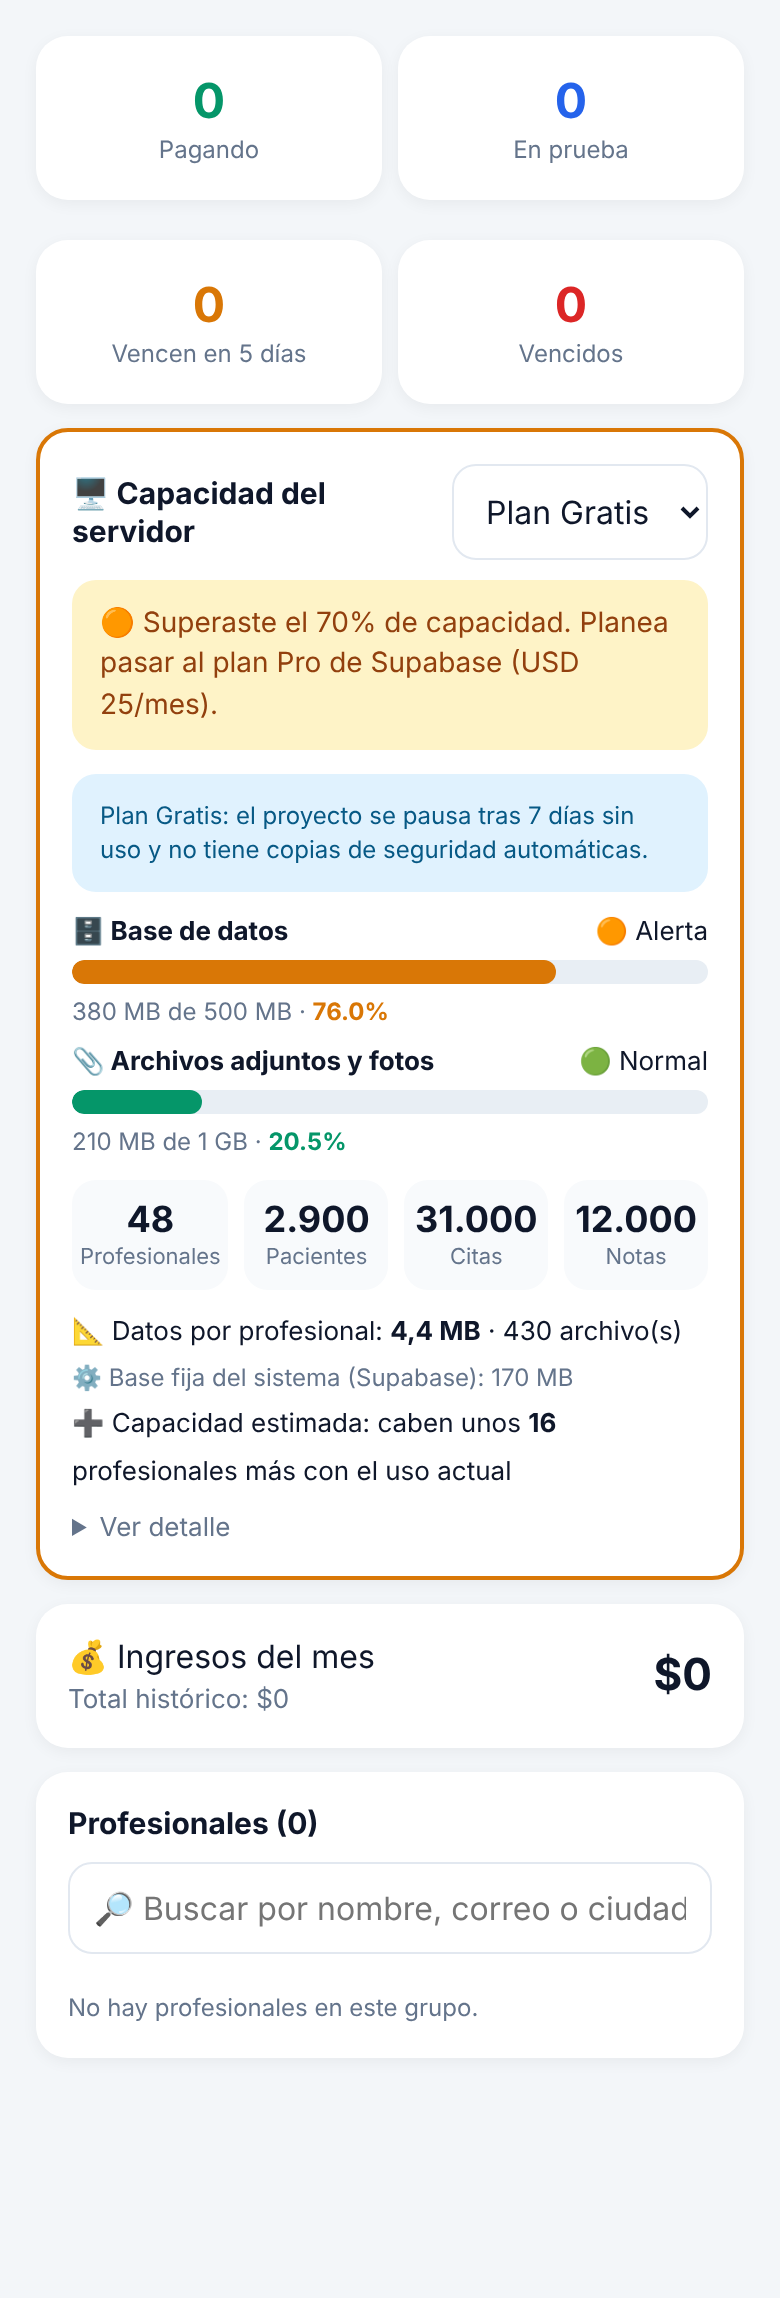 0
Pagando
0
En prueba
0
Vencen en 5 días
0
Vencidos
🖥️ Capacidad del
servidor
Plan Gratis
🟠 Superaste el 70% de capacidad. Planea
pasar al plan Pro de Supabase (USD
25/mes).
Plan Gratis: el proyecto se pausa tras 7 días sin
uso y no tiene copias de seguridad automáticas.
🗄️ Base de datos
🟠 Alerta
380 MB de 500 MB · 76.0%
📎 Archivos adjuntos y fotos
🟢 Normal
210 MB de 1 GB · 20.5%
48
Profesionales
2.900
Pacientes
31.000
Citas
12.000
Notas
📐 Datos por profesional: 4,4 MB · 430 archivo(s)
⚙️ Base fija del sistema (Supabase): 170 MB
➕ Capacidad estimada: caben unos 16
profesionales más con el uso actual
▶ Ver detalle
💰 Ingresos del mes
Total histórico: $0
$0
Profesionales (0)
🔎 Buscar por nombre, correo o ciudad
No hay profesionales en este grupo.